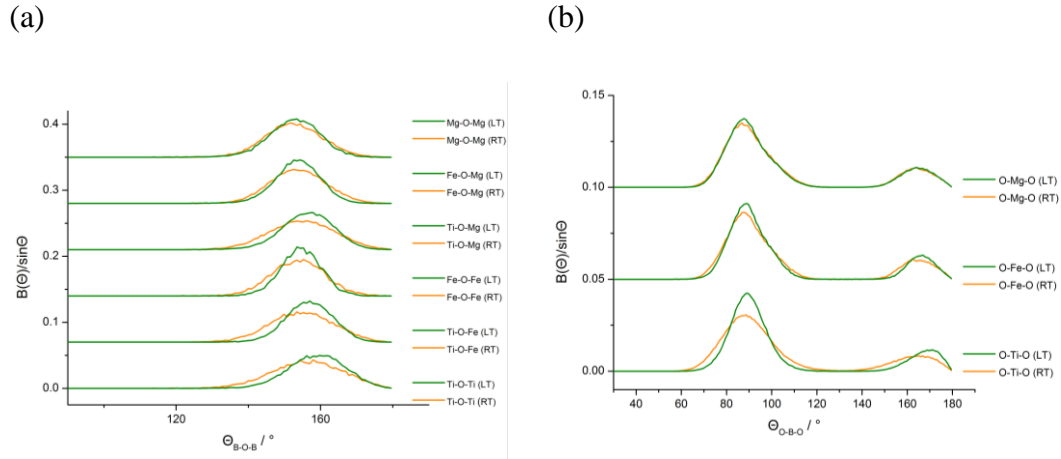 (a)
0.4
0.3
0.2
0.1
0.0
B(Θ)/sinΘ
120
160
ΘB-O-B / °
Mg-O-Mg (LT)
Mg-O-Mg (RT)
Fe-O-Mg (LT)
Fe-O-Mg (RT)
Ti-O-Mg (LT)
Ti-O-Mg (RT)
Fe-O-Fe (LT)
Fe-O-Fe (RT)
Ti-O-Fe (LT)
Ti-O-Fe (RT)
Ti-O-Ti (LT)
Ti-O-Ti (RT)
(b)
0.15
0.10
0.05
0.00
B(Θ)/sinΘ
40 60 80 100 120 140 160 180
ΘO-B-O / °
O-Mg-O (LT)
O-Mg-O (RT)
O-Fe-O (LT)
O-Fe-O (RT)
O-Ti-O (LT)
O-Ti-O (RT)